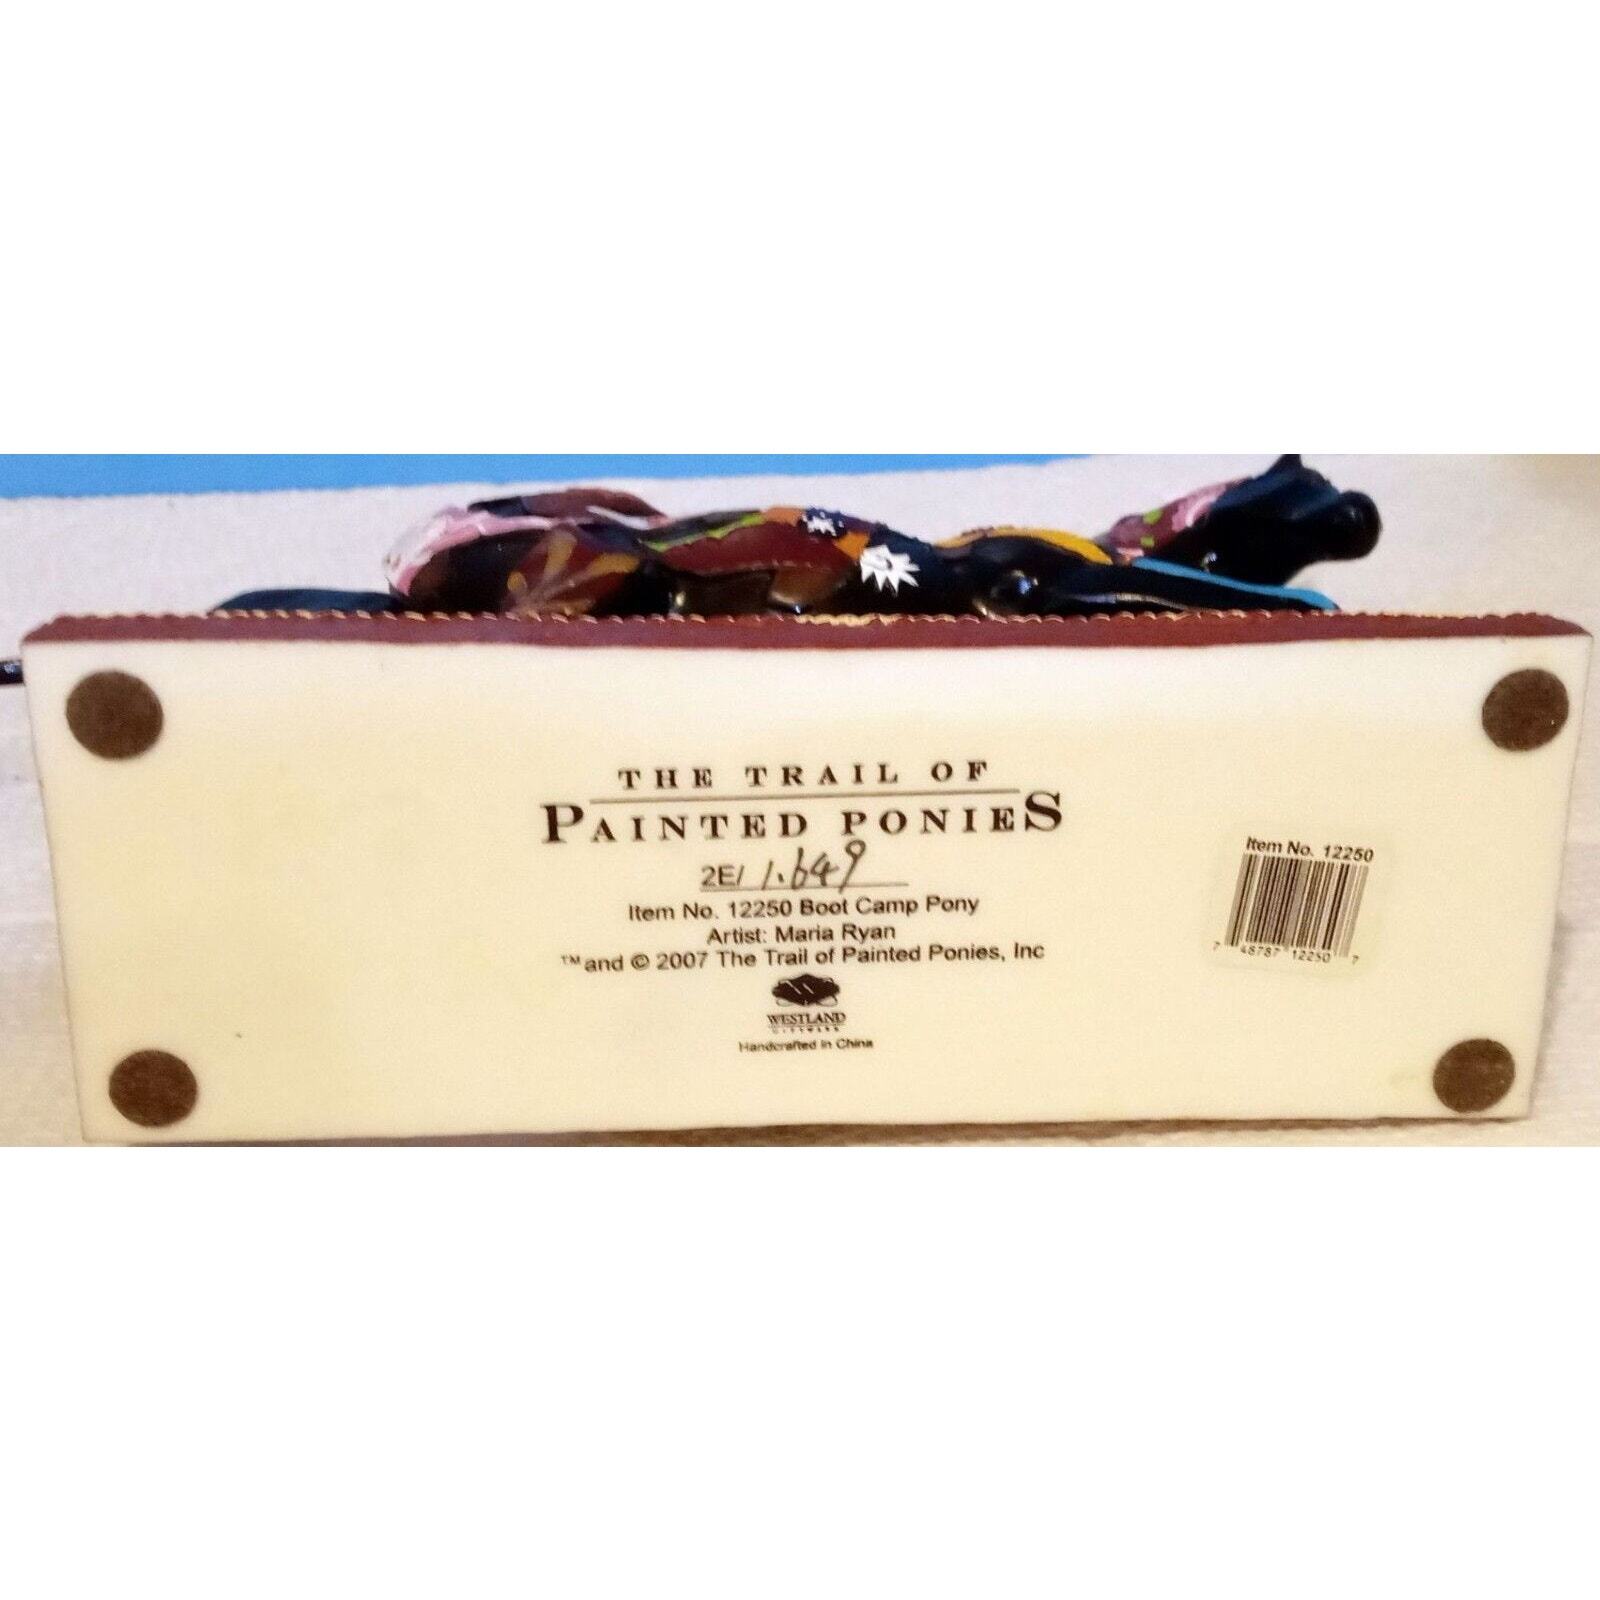 THE TRAIL OF
PAINTED PONIES
2E/ 1.649
Item No. 12250 Boot Camp Pony
Artist: Maria Ryan
™ and © 2007 The Trail of Painted Ponies, Inc
WESTLAND
GIFTWARE
Handcrafted in China
Item No. 12250
7 48787 12250 7